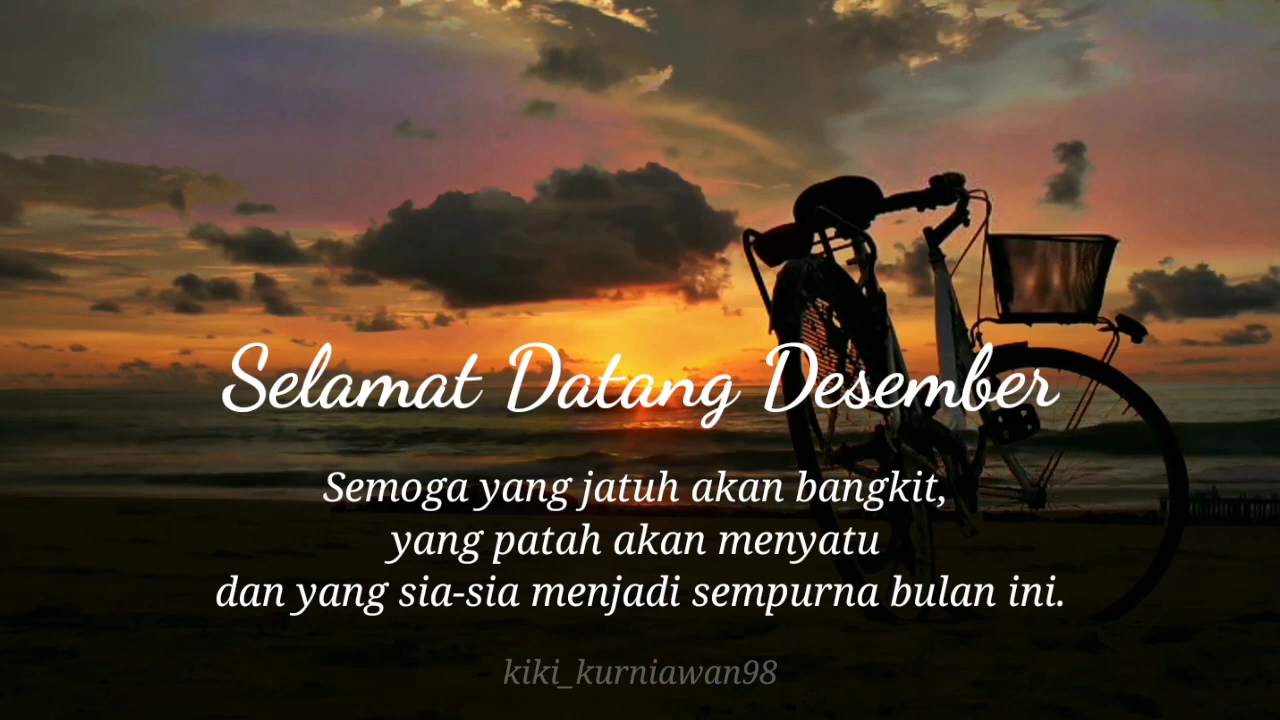 Selamat Datang Desember
Semoga yang jatuh akan bangkit,
yang patah akan menyatu
dan yang sia-sia menjadi sempurna bulan ini.
kiki_kurniawan98